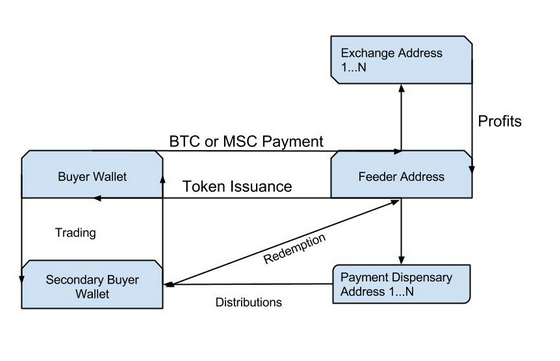 Exchange Address
1...N
Profits
BTC or MSC Payment
Buyer Wallet
Feeder Address
Token Issuance
Trading
Redemption
Secondary Buyer
Wallet
Payment Dispensary
Address 1...N
Distributions